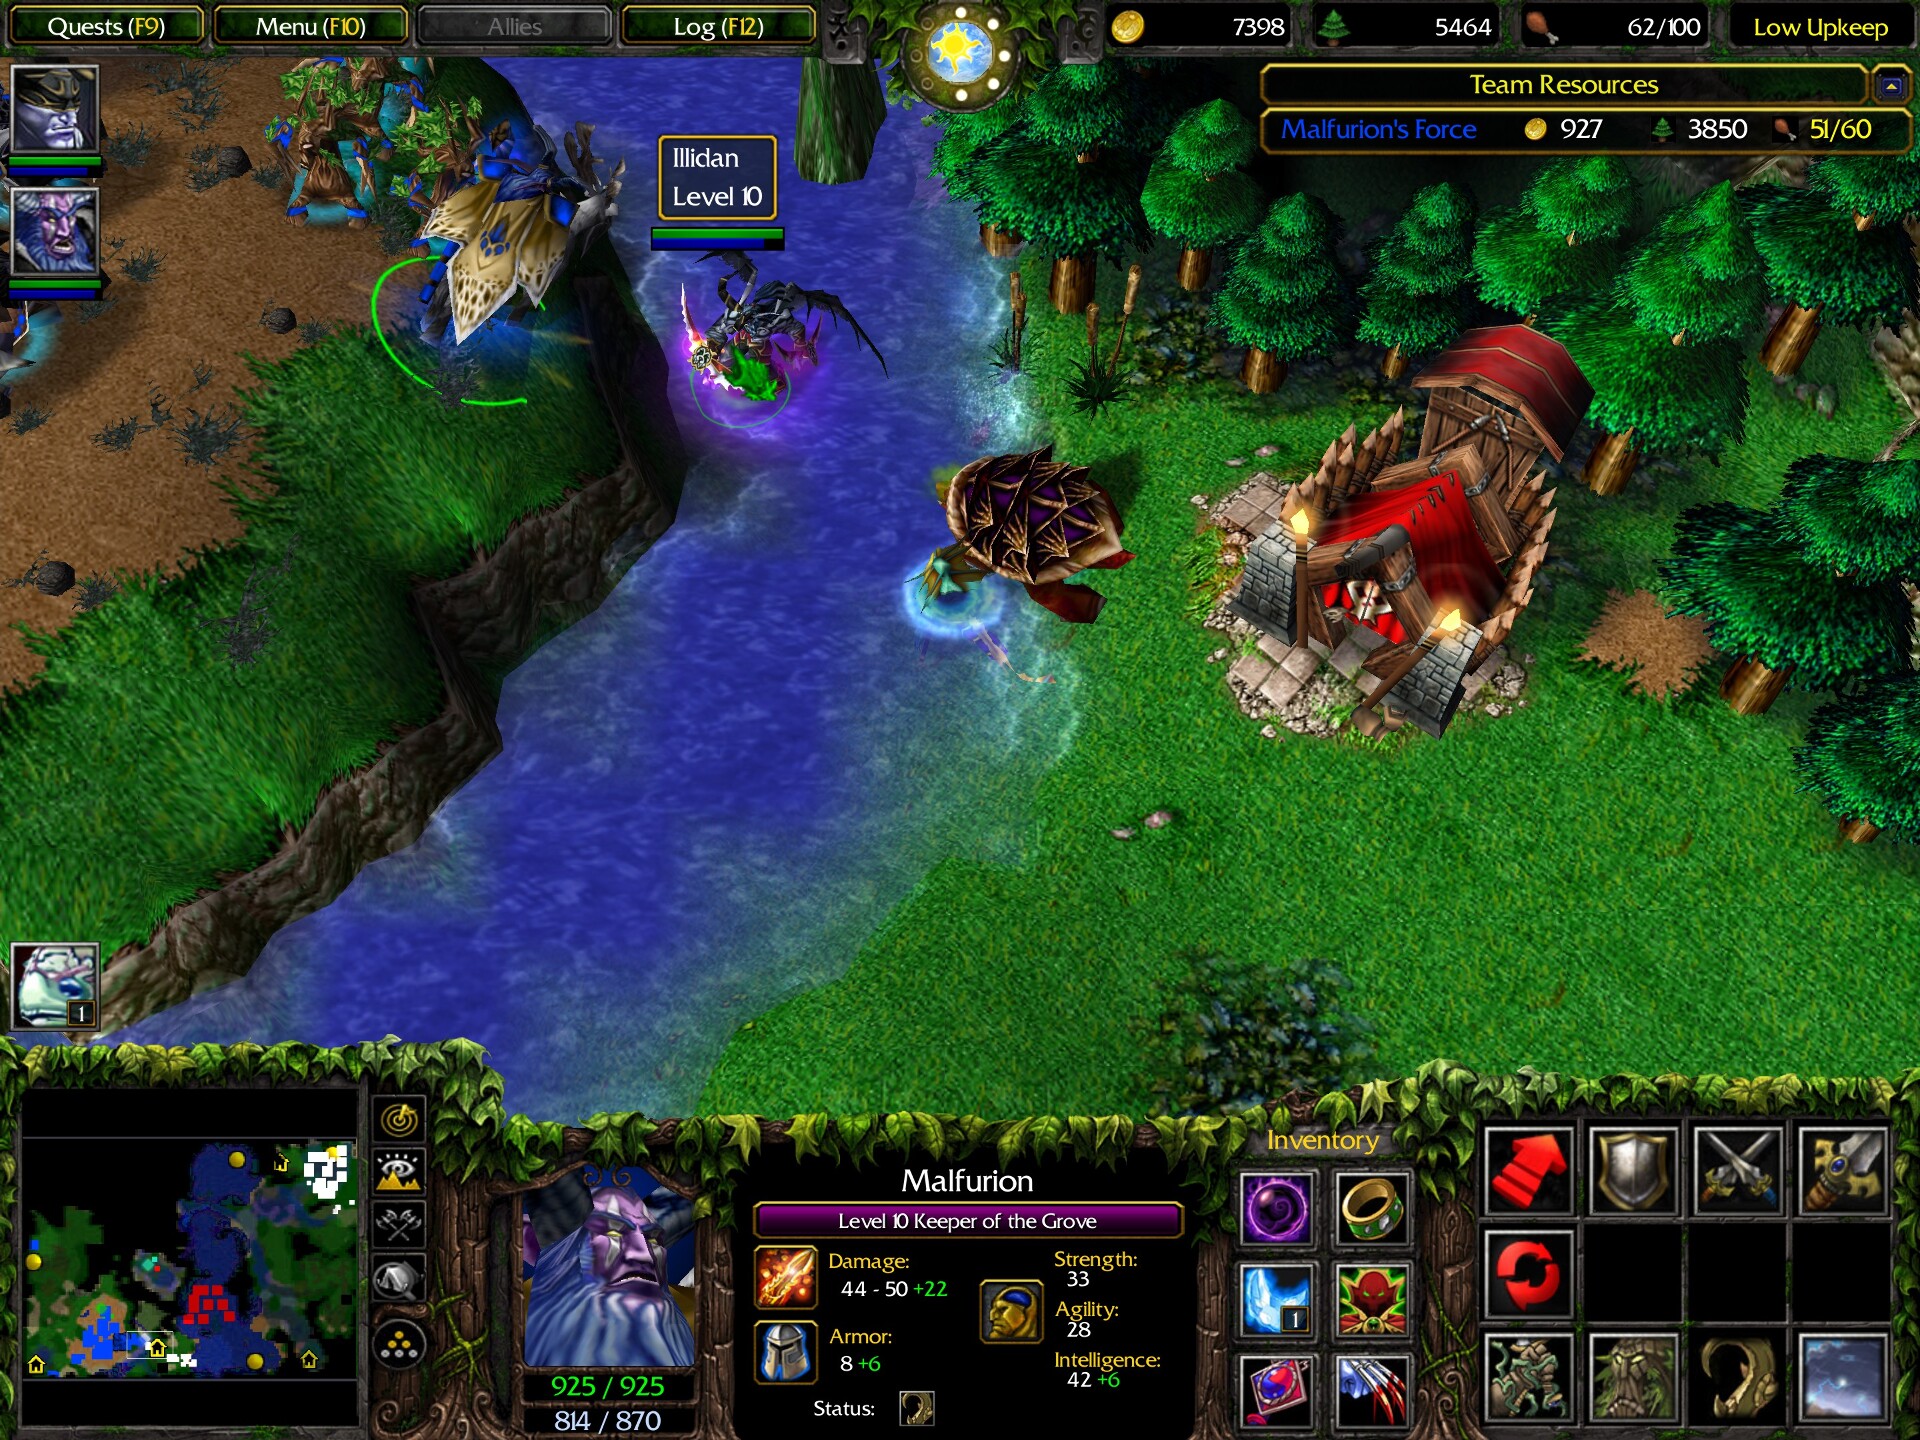 Quests (F9)
Menu (F10)
Allies
Log (F12)
7398
5464
62/100
Low Upkeep
Team Resources
Malfurion's Force 927 3850 51/60
Illidan
Level 10
1
Malfurion
Level 10 Keeper of the Grove
Damage:
44 - 50 +22
Armor:
8 +6
Status:
Strength:
33
Agility:
28
Intelligence:
42 +6
925 / 925
814 / 870
Inventory
1